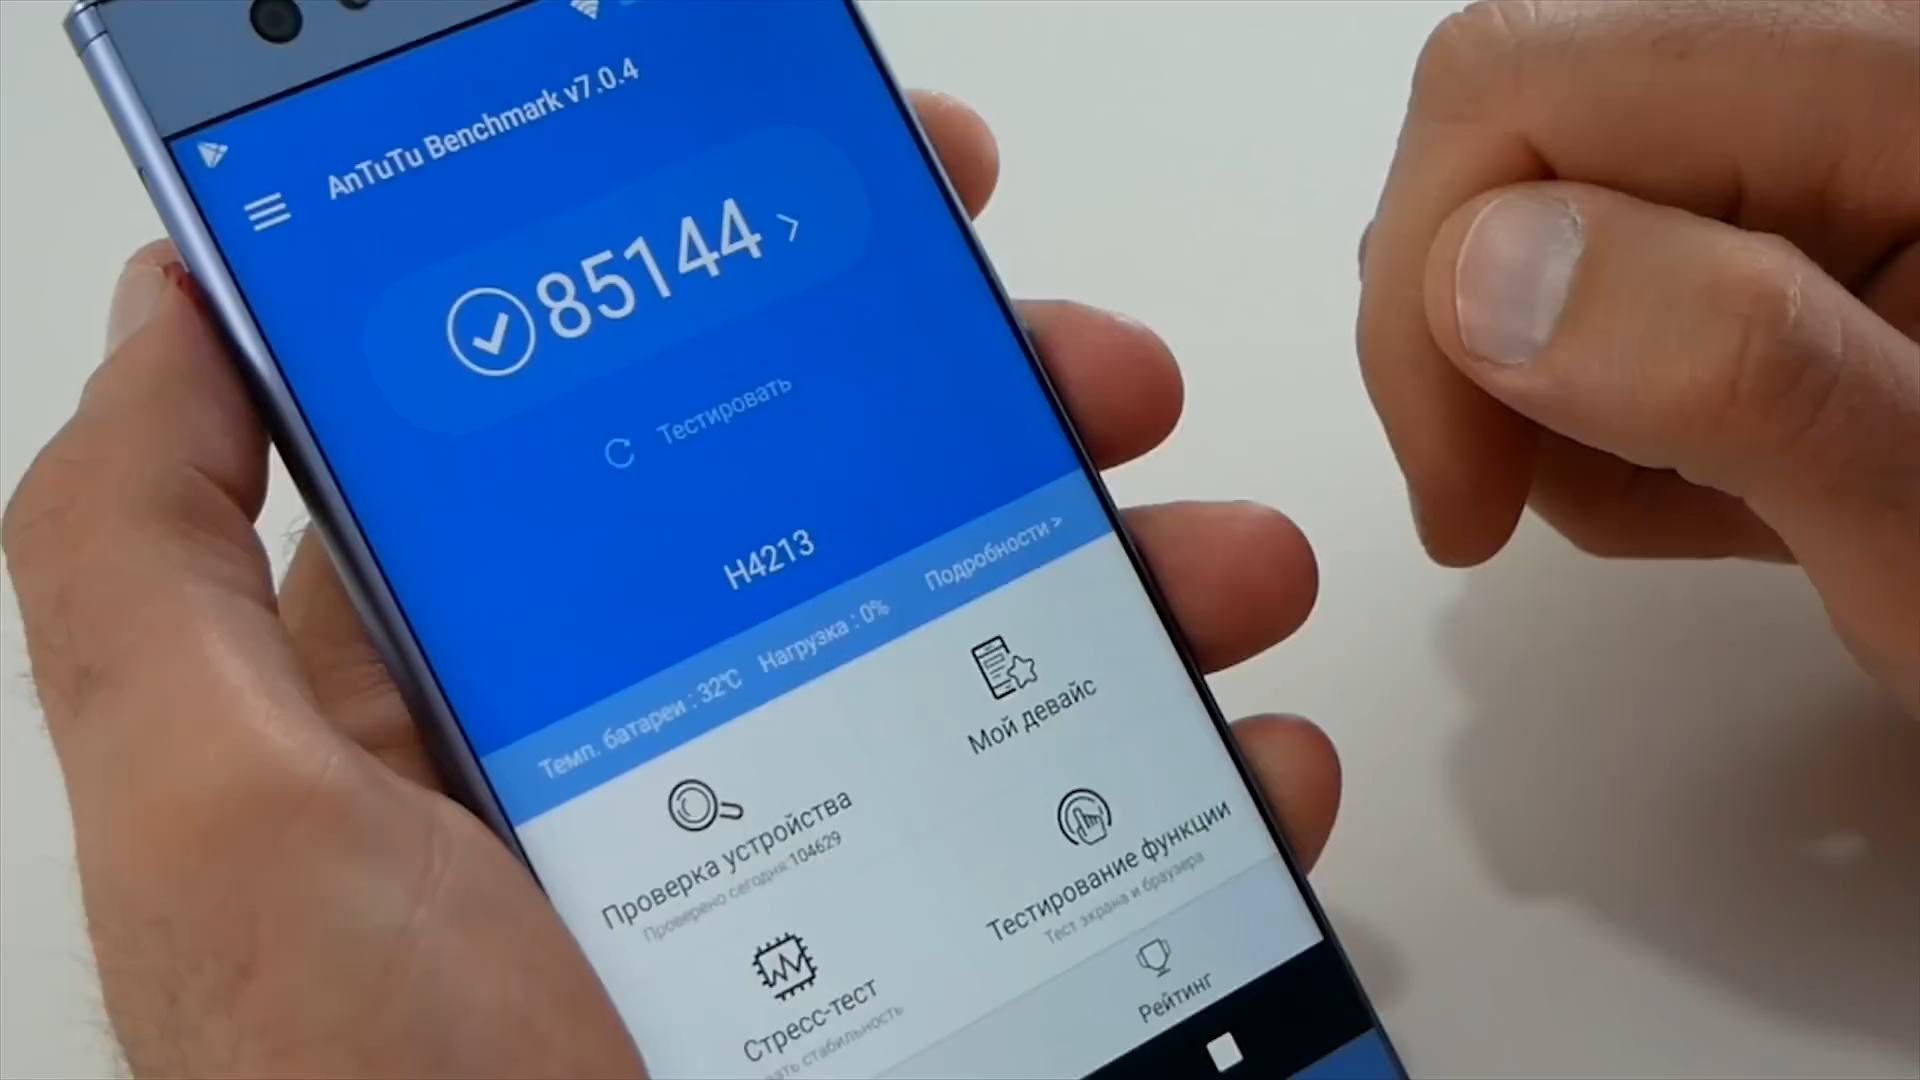 AnTuTu Benchmark v7.0.4
85144 >
Тестировать
H4213
Темп. батареи : 32℃ Нагрузка : 0% Подробности >
Проверка устройства
Проверено сегодня:104629
Мой девайс
Стресс-тест
стабильность
Тестирование функции
Тест экрана и браузера
Рейтинг